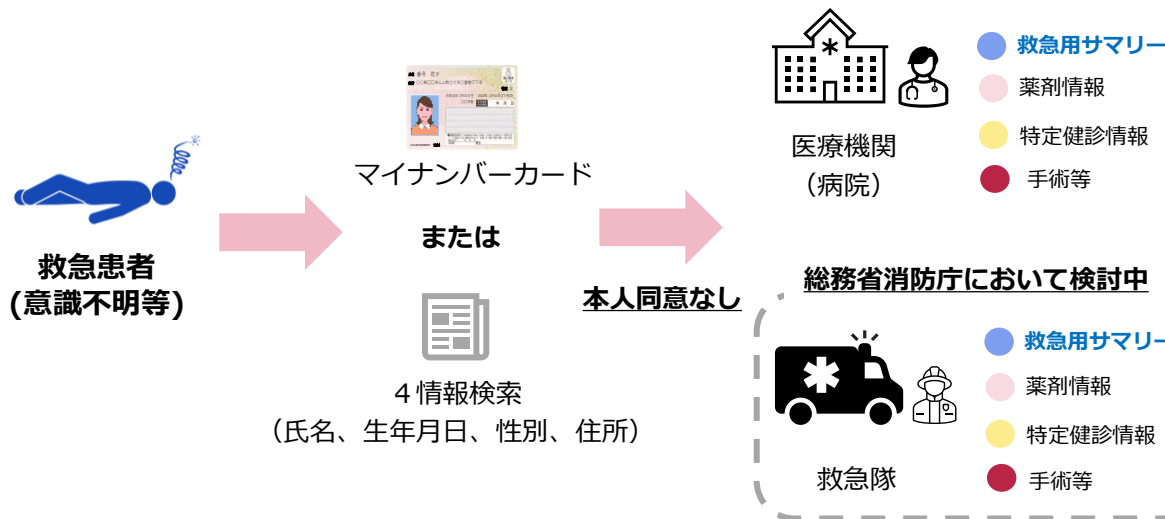 救急患者
(意識不明等)
番号 花子
マイナンバーカード
または
4情報検索
（氏名、生年月日、性別、住所）
本人同意なし
医療機関
（病院）
救急用サマリー
薬剤情報
特定健診情報
手術等
総務省消防庁において検討中
救急隊
救急用サマリー
薬剤情報
特定健診情報
手術等